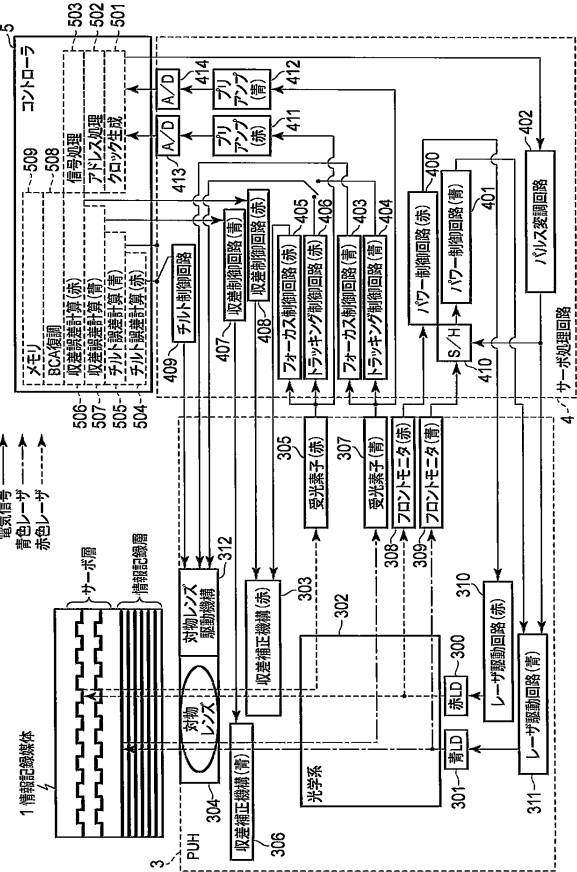 電気信号
青色レーザ
赤色レーザ
1 情報記録媒体
サーボ層
情報記録層
3
PUH
対物
レンズ
304
対物レンズ
駆動機構
312
収差補正機構(青)
306
収差補正機構(赤)
303
光学系
302
青LD
301
赤LD
300
レーザ駆動回路(赤)
310
レーザ駆動回路(青)
311
受光素子(赤)
305
受光素子(青)
307
フロントモニタ(赤)
308
フロントモニタ(青)
309
5
コントローラ
メモリ
509
BCA復調
508
収差誤差計算(赤)
506
収差誤差計算(青)
507
チルト誤差計算(青)
505
チルト誤差計算(赤)
504
信号処理
503
アドレス処理
502
クロック生成
501
チルト制御回路
409
収差制御回路(青)
407
収差制御回路(赤)
408
フォーカス制御回路(赤)
405
トラッキング制御回路(赤)
406
フォーカス制御回路(青)
403
トラッキング制御回路(青)
404
A/D
413
A/D
414
プリ
アンプ(赤)
411
プリ
アンプ(青)
412
パワー制御回路(赤)
400
パワー制御回路(青)
401
S/H
410
パルス変調回路
402
4
サーボ処理回路